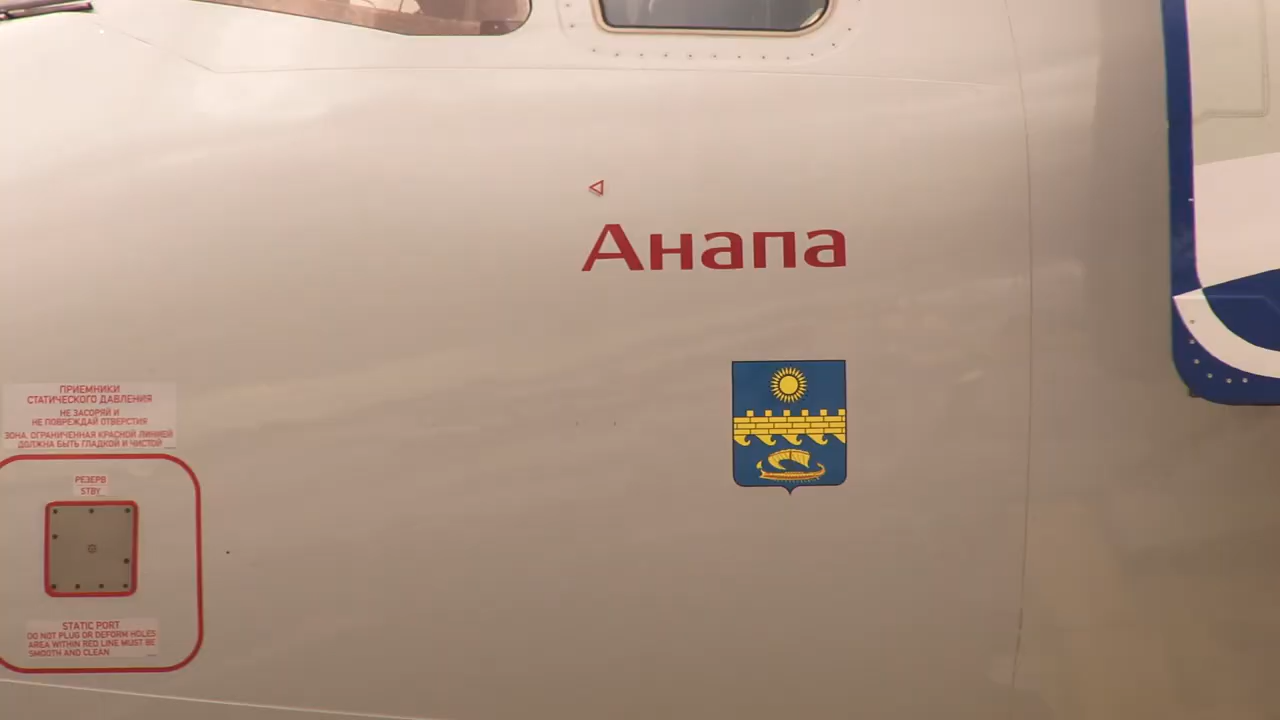 Анапа
ПРИЕМНИКИ
СТАТИЧЕСКОГО ДАВЛЕНИЯ
НЕ ЗАСОРЯЙ И
НЕ ПОВРЕЖДАЙ ОТВЕРСТИЯ
ЗОНА, ОГРАНИЧЕННАЯ КРАСНОЙ ЛИНИЕЙ
ДОЛЖНА БЫТЬ ГЛАДКОЙ И ЧИСТОЙ
РЕЗЕРВ
STBY
STATIC PORT
DO NOT PLUG OR DEFORM HOLES
AREA WITHIN RED LINE MUST BE
SMOOTH AND CLEAN